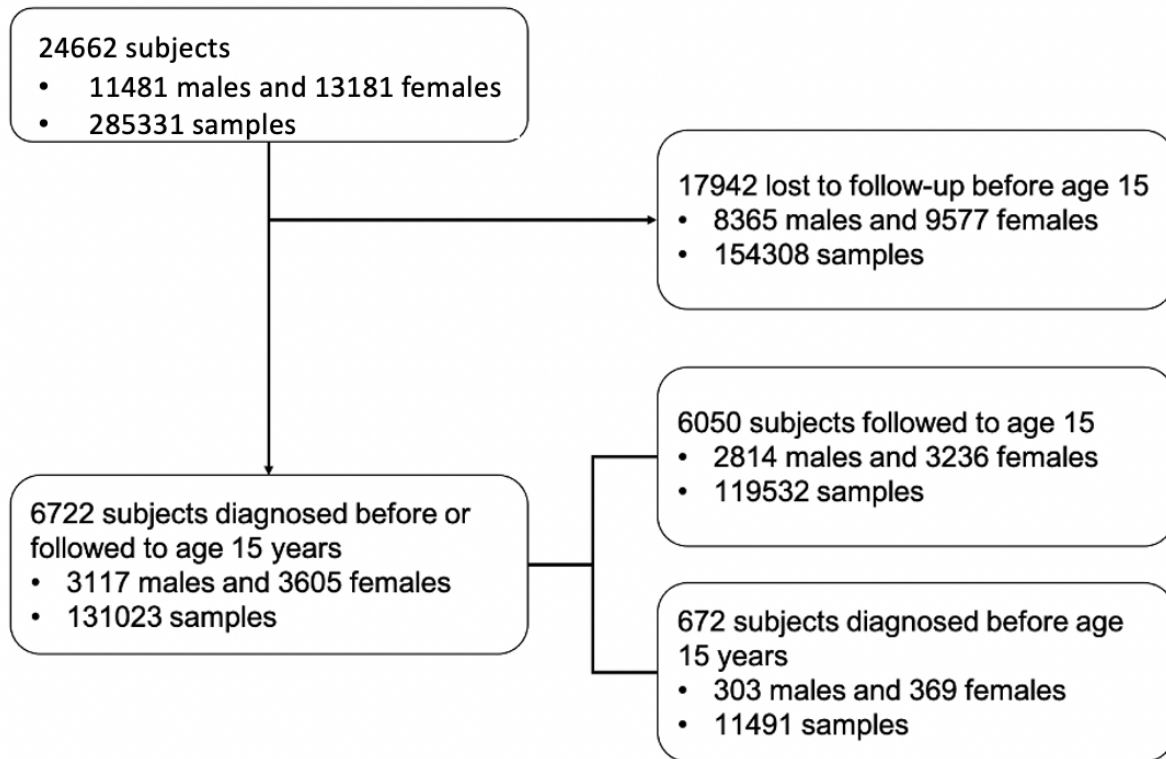 24662 subjects
• 11481 males and 13181 females
• 285331 samples
17942 lost to follow-up before age 15
• 8365 males and 9577 females
• 154308 samples
6050 subjects followed to age 15
• 2814 males and 3236 females
• 119532 samples
6722 subjects diagnosed before or
followed to age 15 years
• 3117 males and 3605 females
• 131023 samples
672 subjects diagnosed before age
15 years
• 303 males and 369 females
• 11491 samples